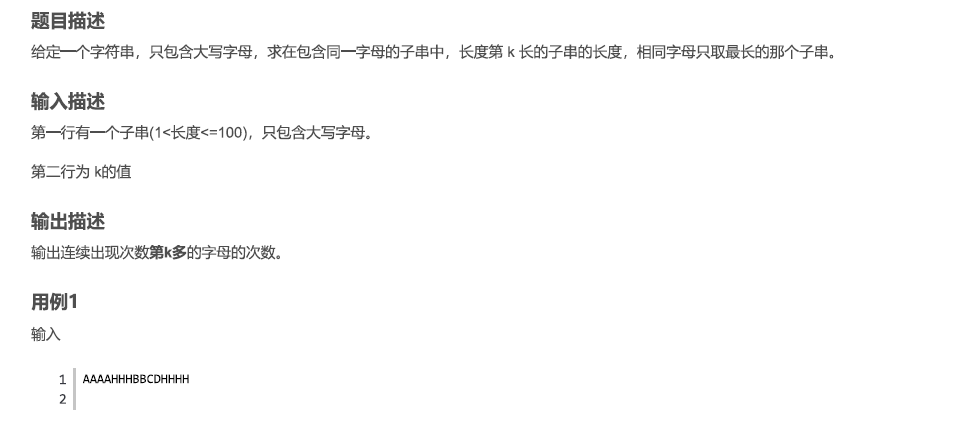 题目描述
给定一个字符串，只包含大写字母，求在包含同一字母的子串中，长度第 k 长的子串的长度，相同字母只取最长的那个子串。
输入描述
第一行有一个子串(1<长度<=100)，只包含大写字母。
第二行为 k的值
输出描述
输出连续出现次数第k多的字母的次数。
用例1
输入
1 AAAAHHHBBCDHHHH
2